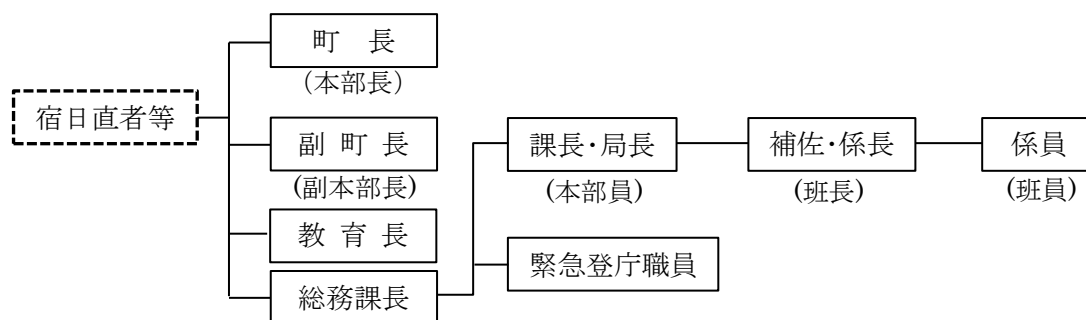 宿日直者等
町　長
(本部長)
副 町 長
(副本部長)
教 育 長
総務課長
課長・局長
(本部員)
緊急登庁職員
補佐・係長
(班長)
係員
(班員)